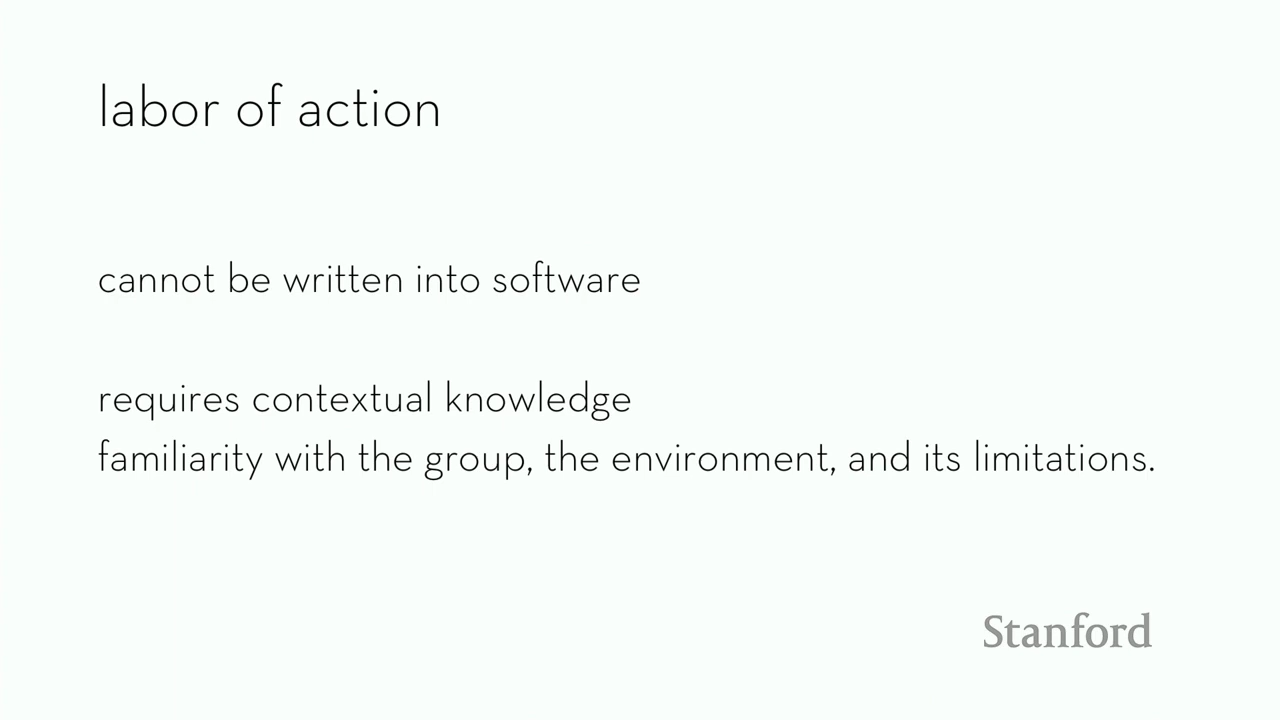 labor of action
cannot be written into software
requires contextual knowledge
familiarity with the group, the environment, and its limitations.
Stanford